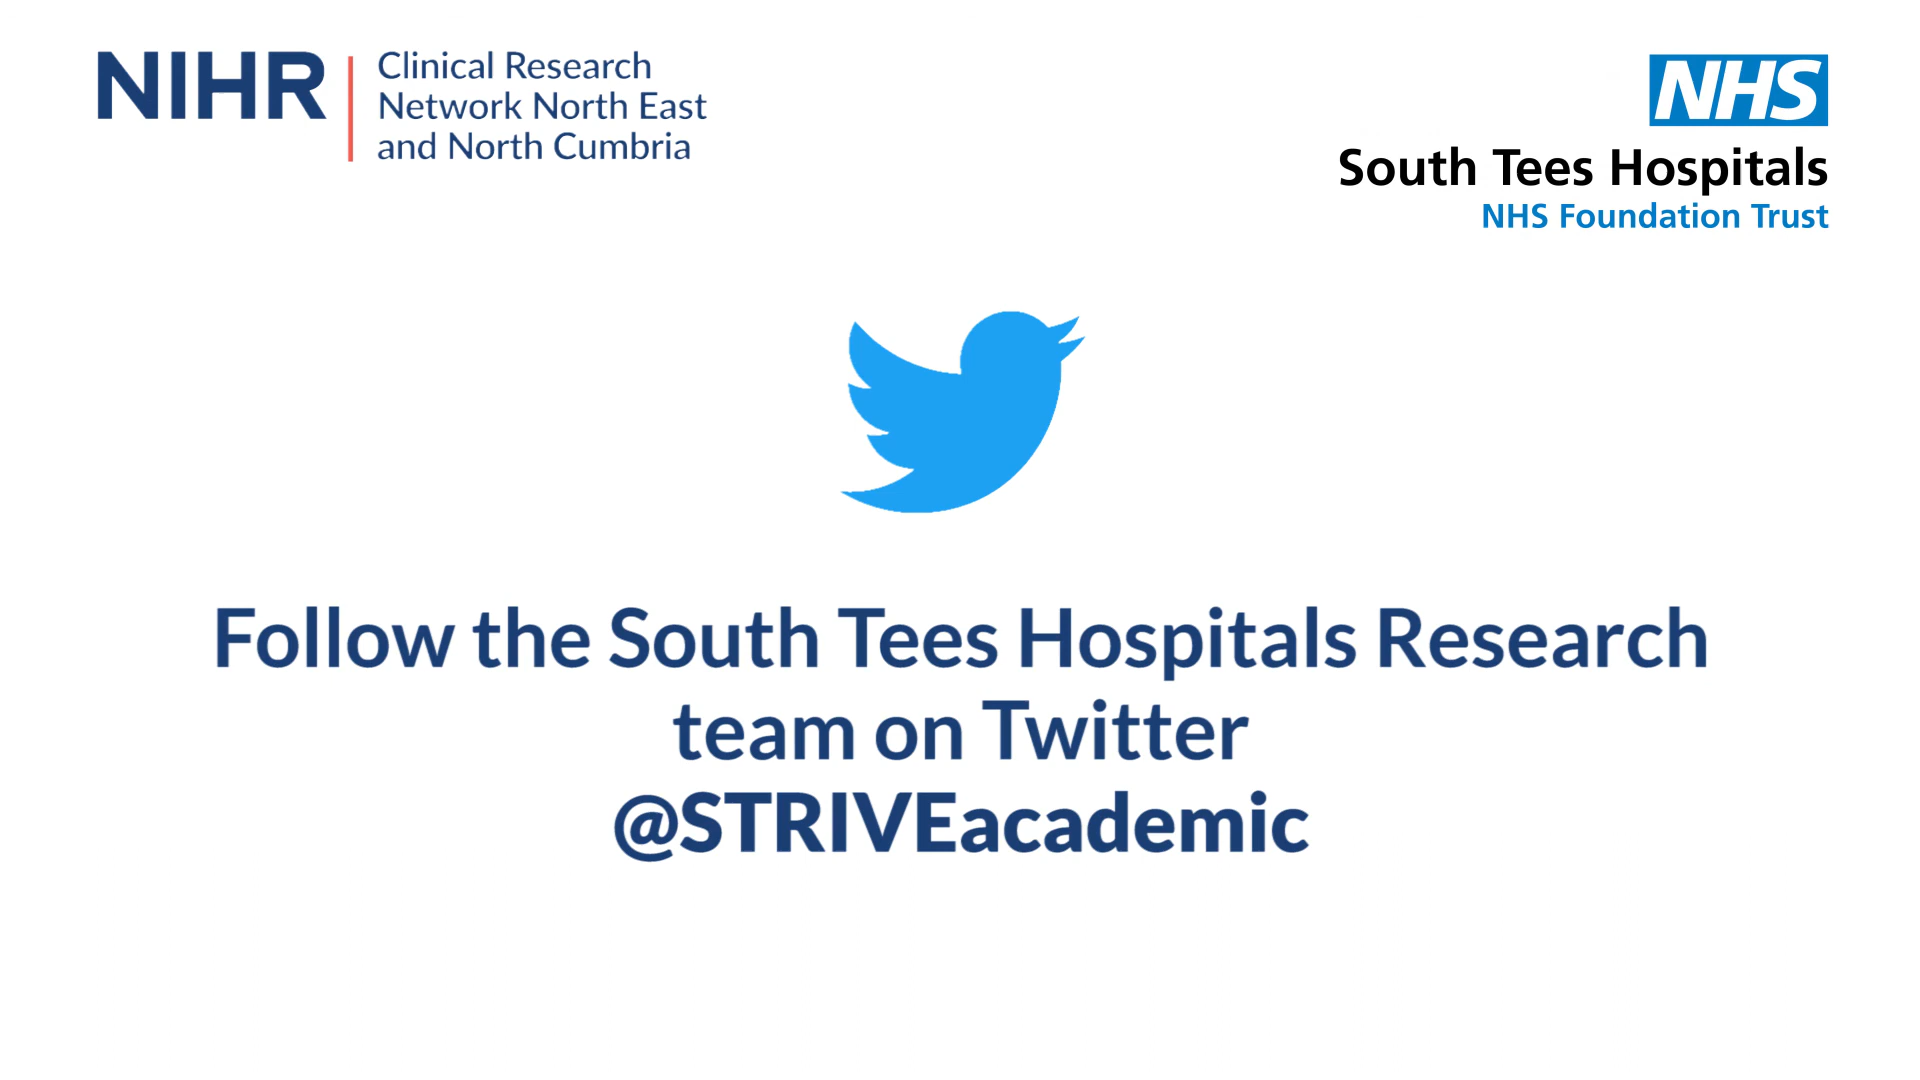 NIHR
Clinical Research
Network North East
and North Cumbria
NHS
South Tees Hospitals
NHS Foundation Trust
Follow the South Tees Hospitals Research
team on Twitter
@STRIVEacademic